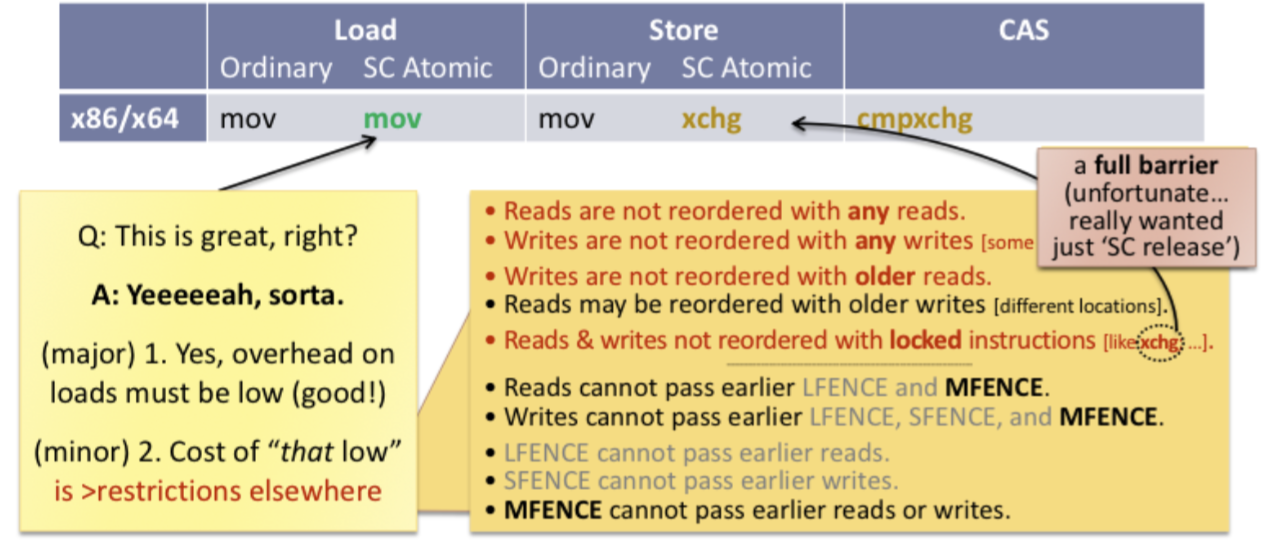 Load Store CAS
Ordinary SC Atomic Ordinary SC Atomic
x86/x64 mov mov mov xchg cmpxchg
a full barrier
(unfortunate...
really wanted
just ‘SC release’)
Q: This is great, right?
A: Yeeeeeah, sorta.
(major) 1. Yes, overhead on
loads must be low (good!)
(minor) 2. Cost of “that low”
is >restrictions elsewhere
• Reads are not reordered with any reads.
• Writes are not reordered with any writes [some
• Writes are not reordered with older reads.
• Reads may be reordered with older writes [different locations].
• Reads & writes not reordered with locked instructions [like xchg, ...].
• Reads cannot pass earlier LFENCE and MFENCE.
• Writes cannot pass earlier LFENCE, SFENCE, and MFENCE.
• LFENCE cannot pass earlier reads.
• SFENCE cannot pass earlier writes.
• MFENCE cannot pass earlier reads or writes.